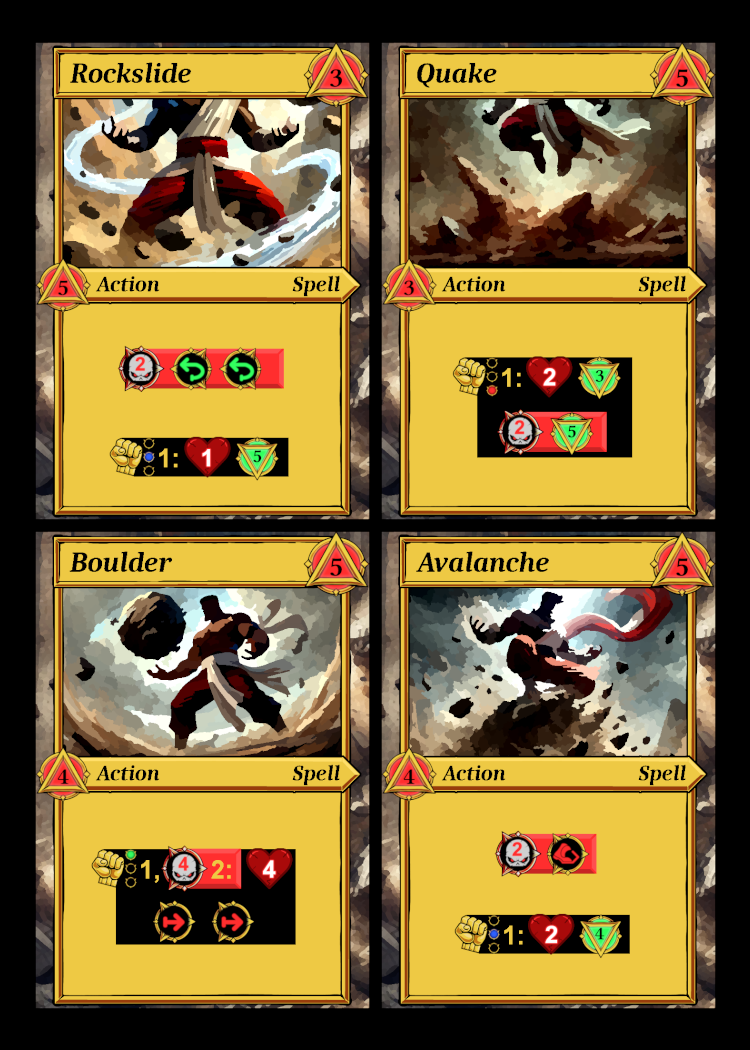 Rockslide 3
5 Action Spell
2
1: 1 5
Quake 5
3 Action Spell
1: 2 3
2 5
Boulder 5
4 Action Spell
1, 4 2: 4
Avalanche 5
4 Action Spell
2
1: 2 4